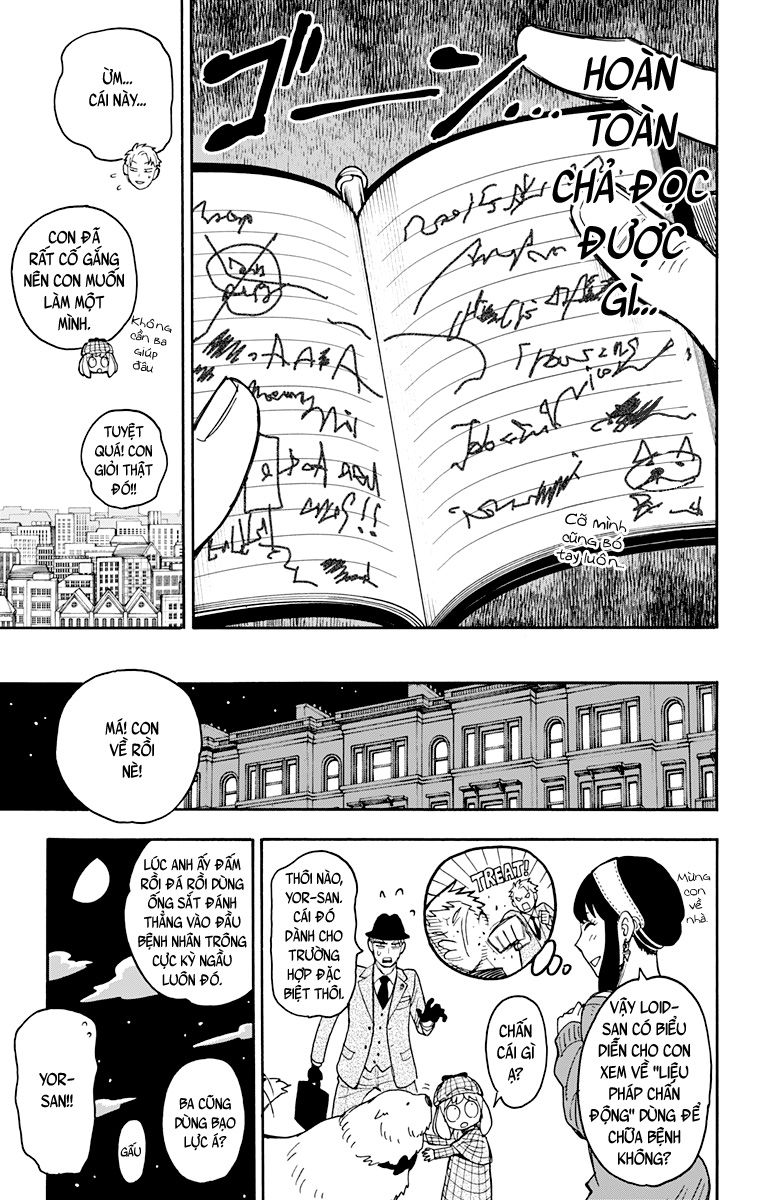 ゴーン
HOÀN
TOÀN
CHẢ ĐỌC
ĐƯỢC
GÌ...
Cỡ mình
cũng bó
tay luôn...
ỪM...
CÁI NÀY...
CON ĐÃ
RẤT CỐ GẮNG
NÊN CON MUỐN
LÀM MỘT
MÌNH.
Không
cần ba
giúp
đâu
TUYỆT
QUÁ! CON
GIỎI THẬT
ĐÓ!!
MÁ! CON
VỀ RỒI
NÈ!
Mừng
con
về
nhà.
VẬY LOID-
SAN CÓ BIỂU
DIỄN CHO CON
XEM VỀ "LIỆU
PHÁP CHẤN
ĐỘNG" DÙNG ĐỂ
CHỮA BỆNH
KHÔNG?
TREAT!
CHẤN
CÁI GÌ
Ạ?
THÔI NÀO,
YOR-SAN.
CÁI ĐÓ
DÀNH CHO
TRƯỜNG
HỢP ĐẶC
BIỆT THÔI.
LÚC ANH ẤY ĐẤM
RỒI ĐÁ RỒI DÙNG
ỐNG SẮT ĐÁNH
THẲNG VÀO ĐẦU
BỆNH NHÂN TRÔNG
CỰC KỲ NGẦU
LUÔN ĐÓ.
BA CŨNG
DÙNG BẠO
LỰC Á?
GẤU
YOR-
SAN!!